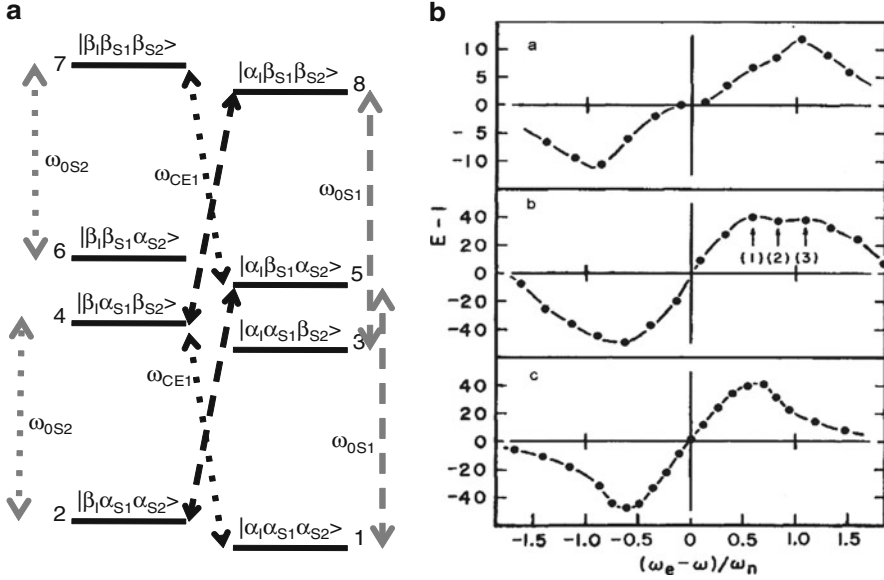 a
|β_Iβ_S1β_S2>
7
|α_Iβ_S1β_S2>
8
ω_0S2
ω_CE1
ω_0S1
|β_Iβ_S1α_S2>
6
|α_Iβ_S1α_S2>
5
|β_Iα_S1β_S2>
4
|α_Iα_S1β_S2>
3
ω_CE1
ω_0S2
ω_0S1
|β_Iα_S1α_S2>
2
|α_Iα_S1α_S2>
1
b
a
10
5
0
-5
-10
b
40
20
0
-20
-40
(1) (2) (3)
E - I
c
40
20
0
-20
-40
-1.5 -1.0 -0.5 0 0.5 1.0 1.5
(ω_e - ω)/ω_n